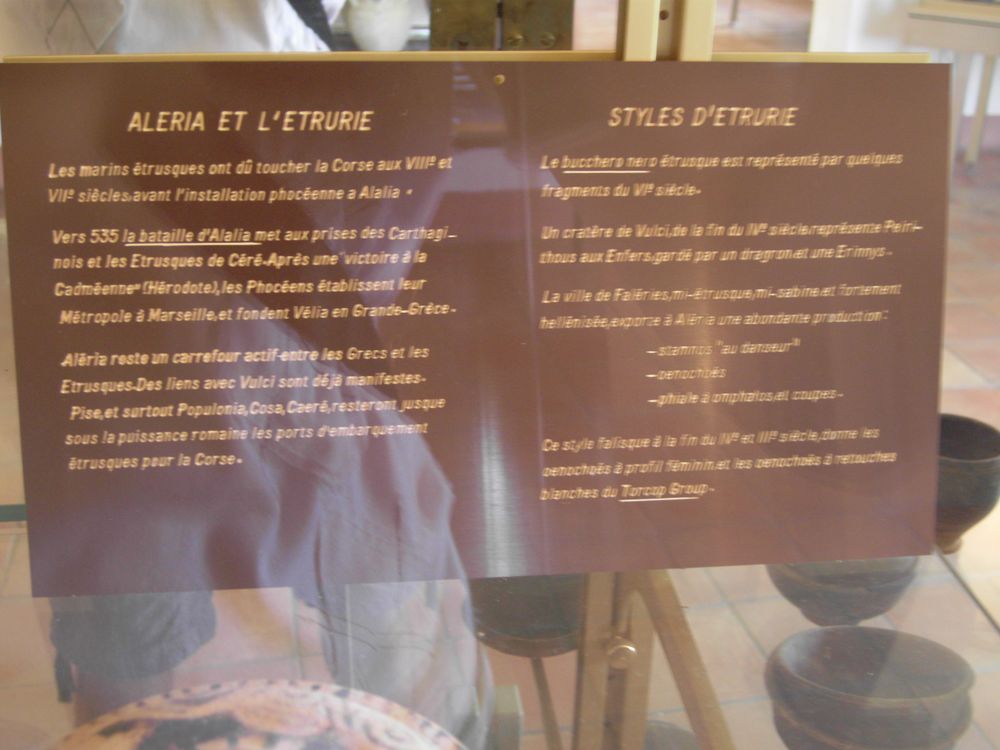 ALERIA ET L'ETRURIE
Les marins étrusques ont dû toucher la Corse aux VIIIe et
VIIe siècles,avant l'installation phocéenne a Alalia .
Vers 535 la bataille d'Alalia met aux prises des Carthagi-
nois et les Etrusques de Céré.Après une "victoire à la
Cadméenne" (Hérodote),les Phocéens établissent leur
Métropole à Marseille,et fondent Vélia en Grande-Grèce.
Aléria reste un carrefour actif entre les Grecs et les
Etrusques.Des liens avec Vulci sont déjà manifestes.
Pise,et surtout Populonia,Cosa,Caeré,resteront jusque
sous la puissance romaine les ports d'embarquement
étrusques pour la Corse.
STYLES D'ETRURIE
Le bucchero nero étrusque est représenté par quelques
fragments du VIe siècle.
Un cratère de Vulci,de la fin du IVe siècle,représente Peiri-
thous aux Enfers,gardé par un dragron,et une Erinnys.
La ville de Faléries,mi-étrusque,mi-sabine,et fortement
hellénisée,exporte à Aléria une abondante production:
-stamnos "au danseur"
-oenochoès
-phiale à omphalos,et coupes.
Ce style falisque à la fin du IVe et IIIe siècle,donne les
oenochoès à profil féminin,et les oenochoès à retouches
blanches du Torcop Group.